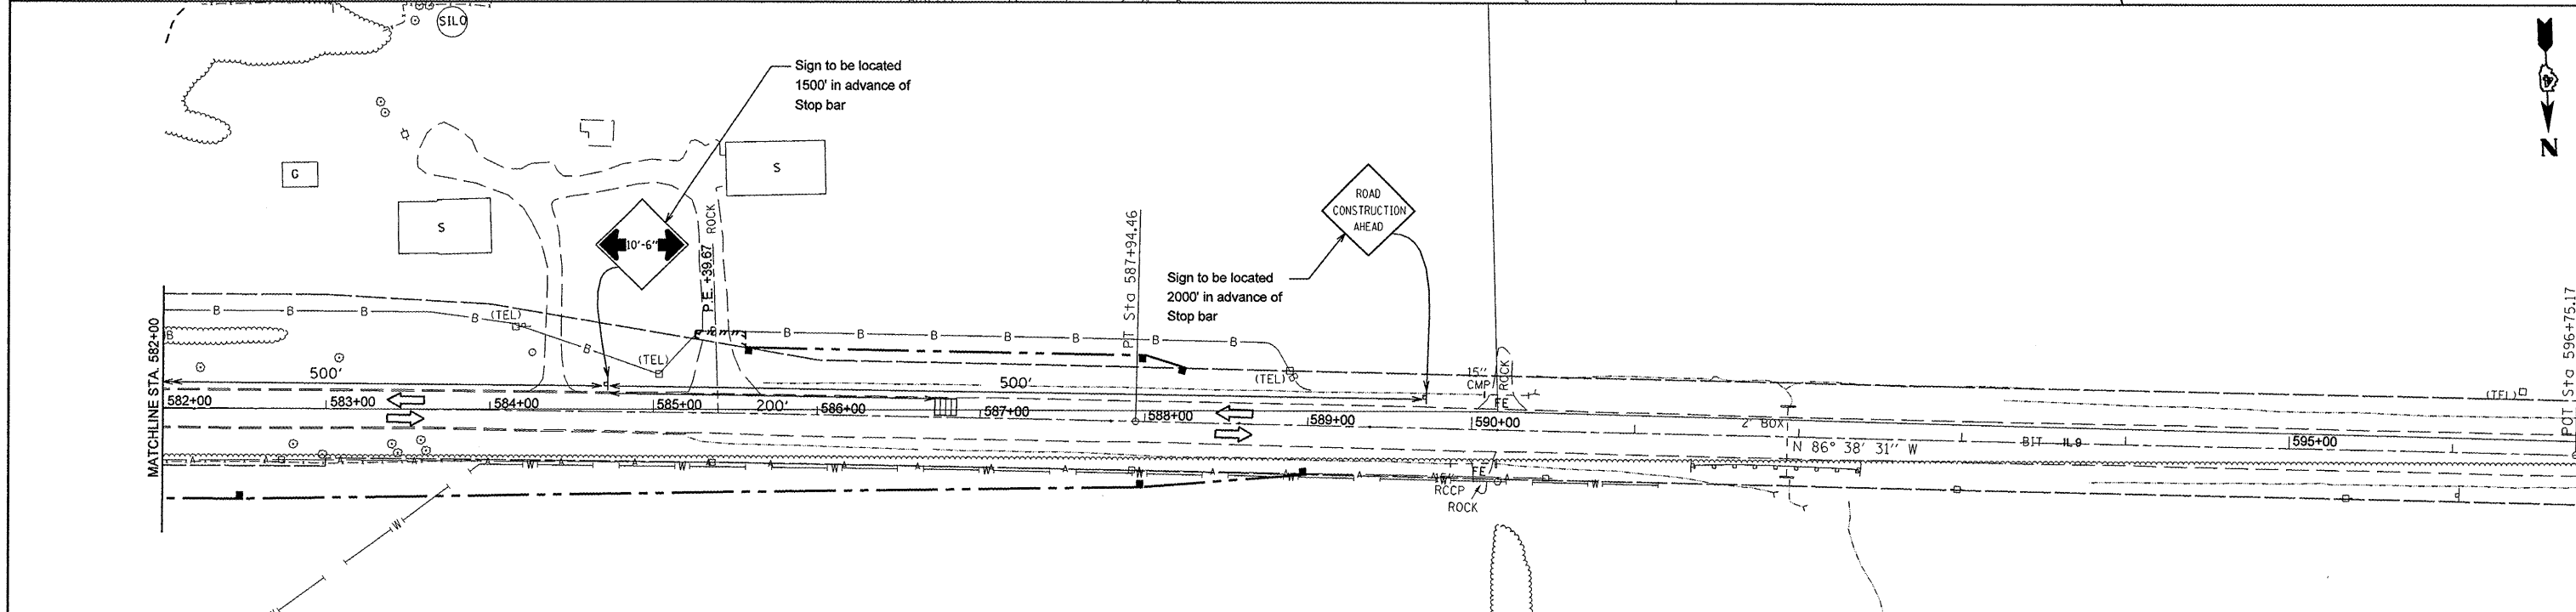 SILO
Sign to be located
1500' in advance of
Stop bar
G
S
S
10'-6"
P.E. +39.67
ROCK
ROAD
CONSTRUCTION
AHEAD
Sign to be located
2000' in advance of
Stop bar
PT Sta 587+94.46
POT Sta 596+75.17
N
MATCHLINE STA. 582+00
B
B
B
B
B
B
B
B
B
B
B
B
B
B
(TEL)
(TEL)
(TEL)
(TEL)
500'
500'
200'
15"
CMP
ROCK
FE
582+00
583+00
584+00
585+00
586+00
587+00
588+00
589+00
590+00
595+00
2' BOX
BIT
IL 9
N 86° 38' 31" W
FE
RCCP
ROCK
W